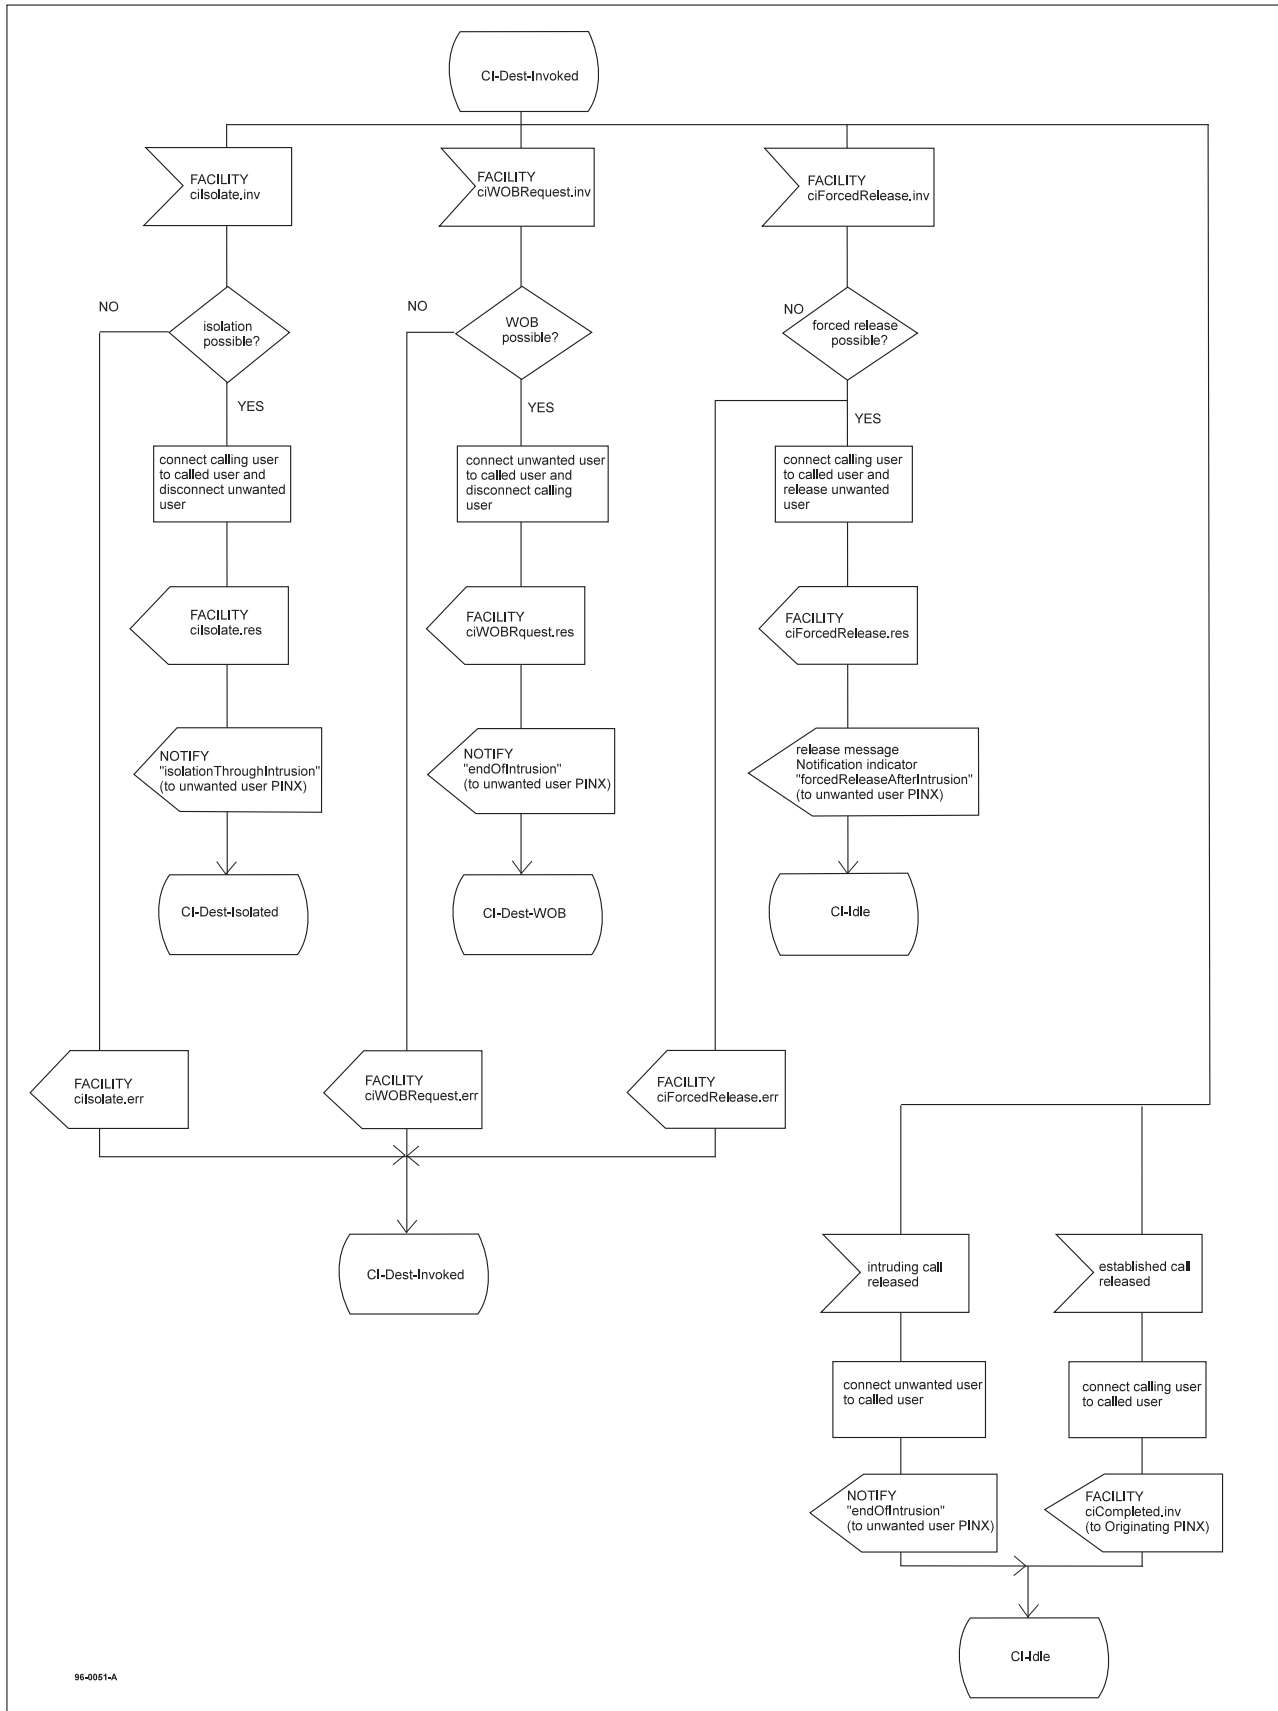 CI-Dest-Invoked
FACILITY
ciIsolate.inv
FACILITY
ciWOBRequest.inv
FACILITY
ciForcedRelease.inv
NO
isolation
possible?
YES
NO
WOB
possible?
YES
NO
forced release
possible?
YES
connect calling user
to called user and
disconnect unwanted
user
connect unwanted user
to called user and
disconnect calling
user
connect calling user
to called user and
release unwanted
user
FACILITY
ciIsolate.res
FACILITY
ciWOBRquest.res
FACILITY
ciForcedRelease.res
NOTIFY
"isolationThroughIntrusion"
(to unwanted user PINX)
NOTIFY
"endOfIntrusion"
(to unwanted user PINX)
release message
Notification indicator
"forcedReleaseAfterIntrusion"
(to unwanted user PINX)
CI-Dest-Isolated
CI-Dest-WOB
CI-Idle
FACILITY
ciIsolate.err
FACILITY
ciWOBRequest.err
FACILITY
ciForcedRelease.err
CI-Dest-Invoked
intruding call
released
established call
released
connect unwanted user
to called user
connect calling user
to called user
NOTIFY
"endOfIntrusion"
(to unwanted user PINX)
FACILITY
ciCompleted.inv
(to Originating PINX)
CI-Idle
96-0051-A